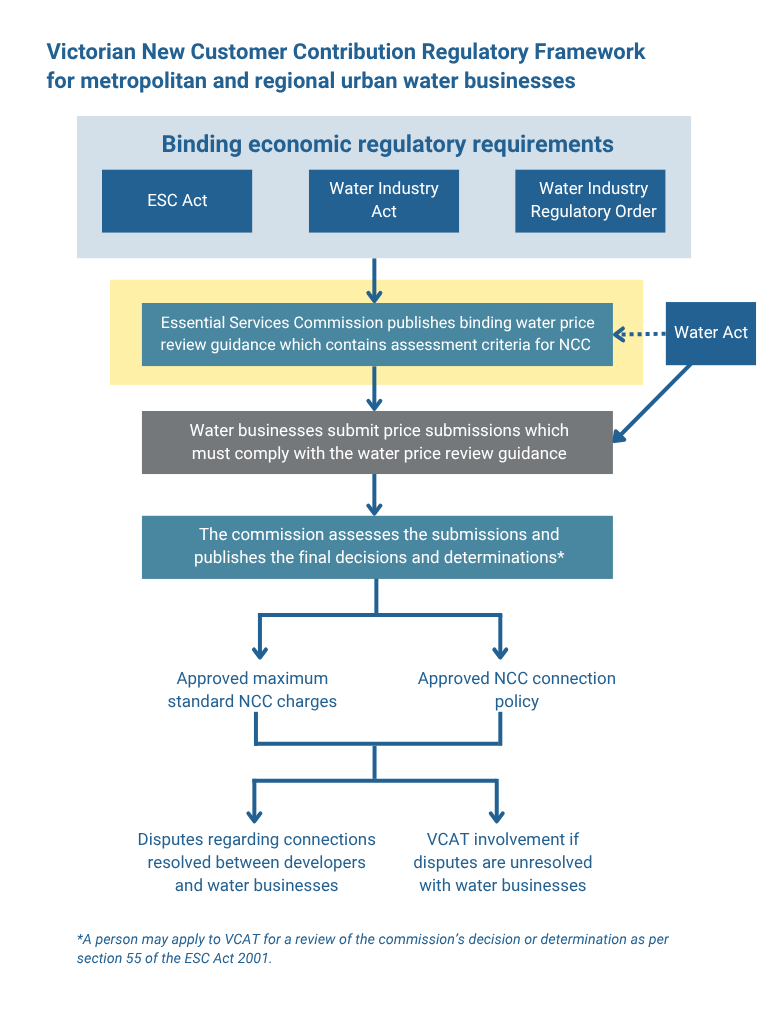 Victorian New Customer Contribution Regulatory Framework
for metropolitan and regional urban water businesses
Binding economic regulatory requirements
ESC Act
Water Industry
Act
Water Industry
Regulatory Order
Essential Services Commission publishes binding water price
review guidance which contains assessment criteria for NCC
Water Act
Water businesses submit price submissions which
must comply with the water price review guidance
The commission assesses the submissions and
publishes the final decisions and determinations*
Approved maximum
standard NCC charges
Approved NCC connection
policy
Disputes regarding connections
resolved between developers
and water businesses
VCAT involvement if
disputes are unresolved
with water businesses
*A person may apply to VCAT for a review of the commission's decision or determination as per
section 55 of the ESC Act 2001.